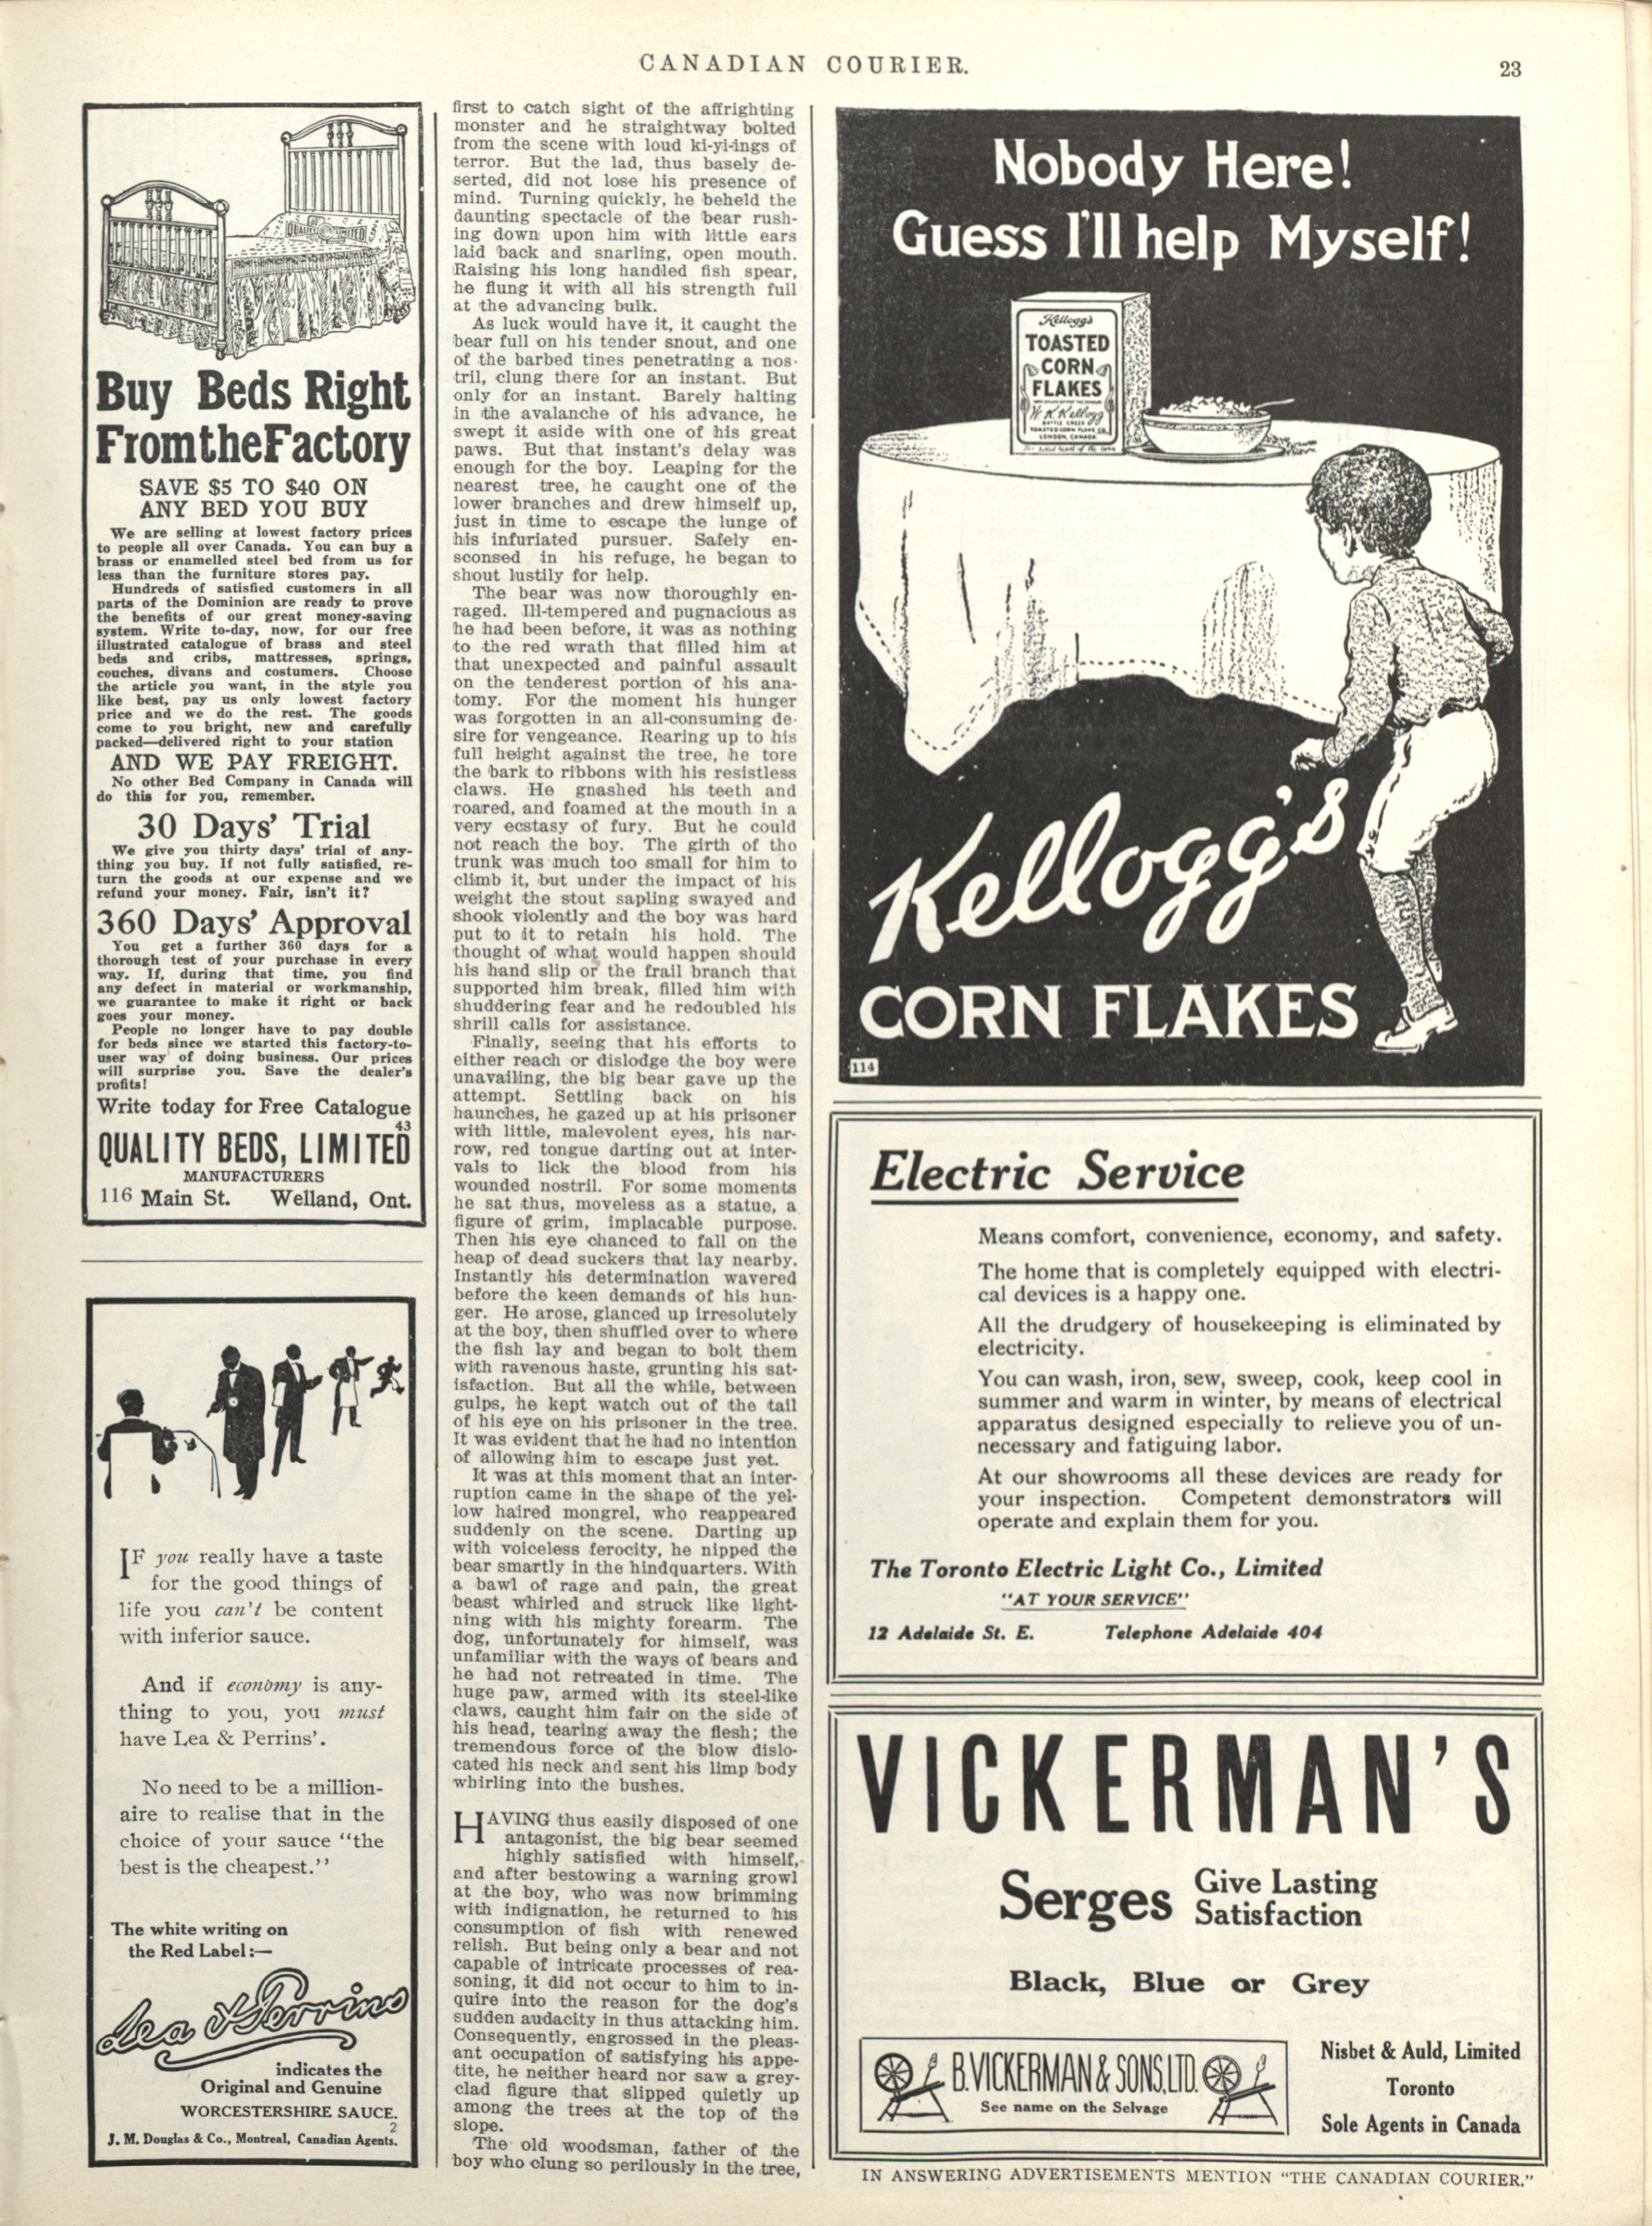 CANADIAN COURIER.
23
QUALITY BEDS LIMITED
Buy Beds Right
From the Factory
SAVE $5 TO $40 ON
ANY BED YOU BUY
We are selling at lowest factory prices
to people all over Canada. You can buy a
brass or enamelled steel bed from us for
less than the furniture stores pay.
Hundreds of satisfied customers in all
parts of the Dominion are ready to prove
the benefits of our great money-saving
system. Write to-day, now, for our free
illustrated catalogue of brass and steel
beds and cribs, mattresses, springs,
couches, divans and costumers. Choose
the article you want, in the style you
like best, pay us only lowest factory
price and we do the rest. The goods
come to you bright, new and carefully
packed—delivered right to your station
AND WE PAY FREIGHT.
No other Bed Company in Canada will
do this for you, remember.
30 Days' Trial
We give you thirty days' trial of any-
thing you buy. If not fully satisfied, re-
turn the goods at our expense and we
refund your money. Fair, isn't it?
360 Days' Approval
You get a further 360 days for a
thorough test of your purchase in every
way. If, during that time, you find
any defect in material or workmanship,
we guarantee to make it right or back
goes your money.
People no longer have to pay double
for beds since we started this factory-to-
user way of doing business. Our prices
will surprise you. Save the dealer's
profits!
Write today for Free Catalogue
43
QUALITY BEDS, LIMITED
MANUFACTURERS
116 Main St. Welland, Ont.
IF you really have a taste
for the good things of
life you can't be content
with inferior sauce.
And if economy is any-
thing to you, you must
have Lea & Perrins'.
No need to be a million-
aire to realise that in the
choice of your sauce "the
best is the cheapest."
The white writing on
the Red Label:—
Lea & Perrins
indicates the
Original and Genuine
WORCESTERSHIRE SAUCE.
2
J. M. Douglas & Co., Montreal, Canadian Agents.
first to catch sight of the affrighting
monster and he straightway bolted
from the scene with loud ki-yi-ings of
terror. But the lad, thus basely de-
serted, did not lose his presence of
mind. Turning quickly, he beheld the
daunting spectacle of the bear rush-
ing down upon him with little ears
laid back and snarling, open mouth.
Raising his long handled fish spear,
he flung it with all his strength full
at the advancing bulk.
As luck would have it, it caught the
bear full on his tender snout, and one
of the barbed tines penetrating a nos-
tril, clung there for an instant. But
only for an instant. Barely halting
in the avalanche of his advance, he
swept it aside with one of his great
paws. But that instant's delay was
enough for the boy. Leaping for the
nearest tree, he caught one of the
lower branches and drew himself up,
just in time to escape the lunge of
his infuriated pursuer. Safely en-
sconsed in his refuge, he began to
shout lustily for help.
The bear was now thoroughly en-
raged. Ill-tempered and pugnacious as
he had been before, it was as nothing
to the red wrath that filled him at
that unexpected and painful assault
on the tenderest portion of his ana-
tomy. For the moment his hunger
was forgotten in an all-consuming de-
sire for vengeance. Rearing up to his
full height against the tree, he tore
the bark to ribbons with his resistless
claws. He gnashed his teeth and
roared, and foamed at the mouth in a
very ecstasy of fury. But he could
not reach the boy. The girth of the
trunk was much too small for him to
climb it, but under the impact of his
weight the stout sapling swayed and
shook violently and the boy was hard
put to it to retain his hold. The
thought of what would happen should
his hand slip or the frail branch that
supported him break, filled him with
shuddering fear and he redoubled his
shrill calls for assistance.
Finally, seeing that his efforts to
either reach or dislodge the boy were
unavailing, the big bear gave up the
attempt. Settling back on his
haunches, he gazed up at his prisoner
with little, malevolent eyes, his nar-
row, red tongue darting out at inter-
vals to lick the blood from his
wounded nostril. For some moments
he sat thus, moveless as a statue, a
figure of grim, implacable purpose.
Then his eye chanced to fall on the
heap of dead suckers that lay nearby.
Instantly his determination wavered
before the keen demands of his hun-
ger. He arose, glanced up irresolutely
at the boy, then shuffled over to where
the fish lay and began to bolt them
with ravenous haste, grunting his sat-
isfaction. But all the while, between
gulps, he kept watch out of the tail
of his eye on his prisoner in the tree.
It was evident that he had no intention
of allowing him to escape just yet.
It was at this moment that an inter-
ruption came in the shape of the yel-
low haired mongrel, who reappeared
suddenly on the scene. Darting up
with voiceless ferocity, he nipped the
bear smartly in the hindquarters. With
a bawl of rage and pain, the great
beast whirled and struck like light-
ning with his mighty forearm. The
dog, unfortunately for himself, was
unfamiliar with the ways of bears and
he had not retreated in time. The
huge paw, armed with its steel-like
claws, caught him fair on the side of
his head, tearing away the flesh; the
tremendous force of the blow dislo-
cated his neck and sent his limp body
whirling into the bushes.
HAVING thus easily disposed of one
antagonist, the big bear seemed
highly satisfied with himself,
and after bestowing a warning growl
at the boy, who was now brimming
with indignation, he returned to his
consumption of fish with renewed
relish. But being only a bear and not
capable of intricate processes of rea-
soning, it did not occur to him to in-
quire into the reason for the dog's
sudden audacity in thus attacking him.
Consequently, engrossed in the pleas-
ant occupation of satisfying his appe-
tite, he neither heard nor saw a grey-
clad figure that slipped quietly up
among the trees at the top of the
slope.
The old woodsman, father of the
boy who clung so perilously in the tree,
Nobody Here!
Guess I'll help Myself!
Kellogg's
TOASTED
CORN
FLAKES
W. K. Kellogg
BATTLE CREEK
TOASTED CORN FLAKE CO.
LONDON, CANADA
Kellogg's
CORN FLAKES
114
Electric Service
Means comfort, convenience, economy, and safety.
The home that is completely equipped with electri-
cal devices is a happy one.
All the drudgery of housekeeping is eliminated by
electricity.
You can wash, iron, sew, sweep, cook, keep cool in
summer and warm in winter, by means of electrical
apparatus designed especially to relieve you of un-
necessary and fatiguing labor.
At our showrooms all these devices are ready for
your inspection. Competent demonstrators will
operate and explain them for you.
The Toronto Electric Light Co., Limited
"AT YOUR SERVICE"
12 Adelaide St. E. Telephone Adelaide 404
VICKERMAN'S
Serges Give Lasting
Satisfaction
Black, Blue or Grey
B. VICKERMAN & SONS, LTD.
See name on the Selvage
Nisbet & Auld, Limited
Toronto
Sole Agents in Canada
IN ANSWERING ADVERTISEMENTS MENTION "THE CANADIAN COURIER."